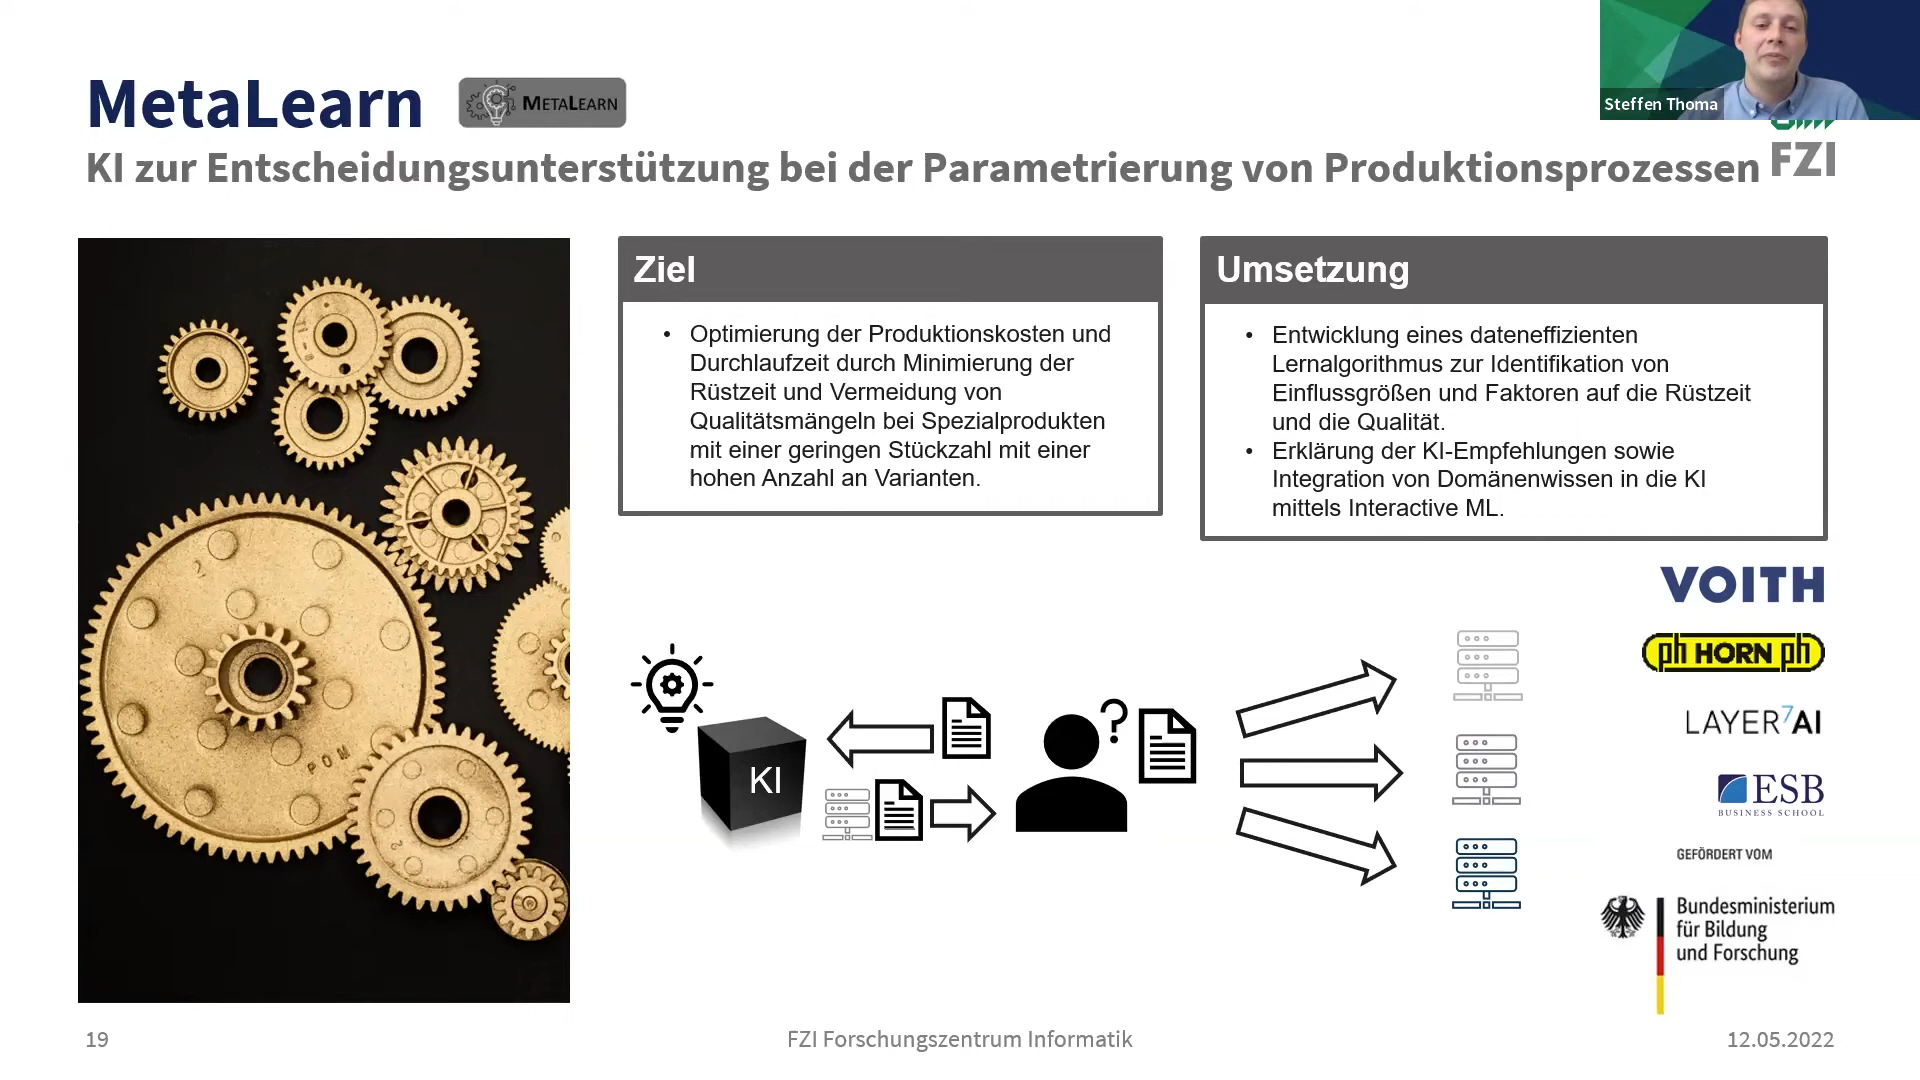 Steffen Thoma
MetaLearn
METALEARN
KI zur Entscheidungsunterstützung bei der Parametrierung von Produktionsprozessen
FZI
Ziel
• Optimierung der Produktionskosten und
Durchlaufzeit durch Minimierung der
Rüstzeit und Vermeidung von
Qualitätsmängeln bei Spezialprodukten
mit einer geringen Stückzahl mit einer
hohen Anzahl an Varianten.
Umsetzung
• Entwicklung eines dateneffizienten
Lernalgorithmus zur Identifikation von
Einflussgrößen und Faktoren auf die Rüstzeit
und die Qualität.
• Erklärung der KI-Empfehlungen sowie
Integration von Domänenwissen in die KI
mittels Interactive ML.
POM
2
2
KI
?
VOITH
ph HORN ph
LAYER7AI
ESB
BUSINESS SCHOOL
GEFÖRDERT VOM
Bundesministerium
für Bildung
und Forschung
19
FZI Forschungszentrum Informatik
12.05.2022